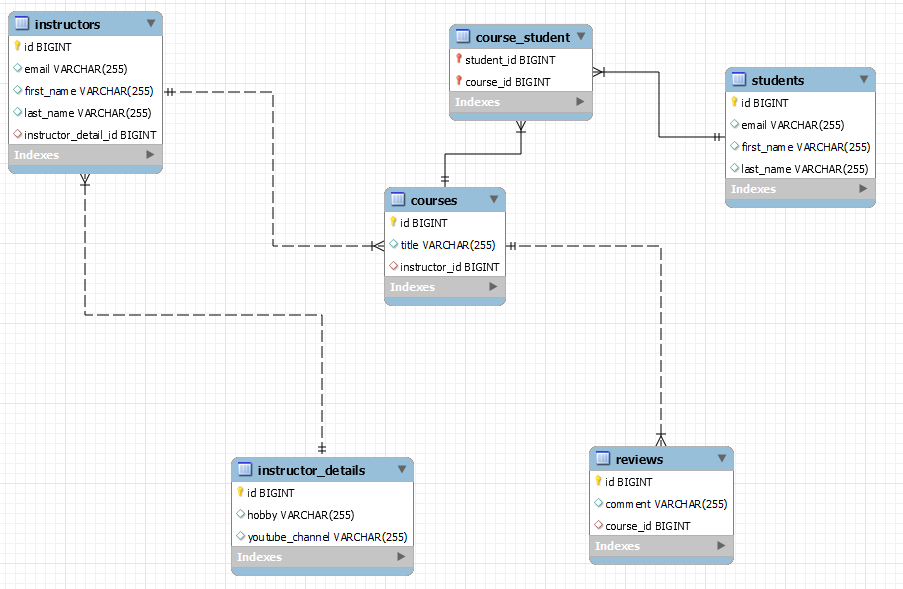 instructors
id BIGINT
email VARCHAR(255)
first_name VARCHAR(255)
last_name VARCHAR(255)
instructor_detail_id BIGINT
Indexes
course_student
student_id BIGINT
course_id BIGINT
Indexes
students
id BIGINT
email VARCHAR(255)
first_name VARCHAR(255)
last_name VARCHAR(255)
Indexes
courses
id BIGINT
title VARCHAR(255)
instructor_id BIGINT
Indexes
instructor_details
id BIGINT
hobby VARCHAR(255)
youtube_channel VARCHAR(255)
Indexes
reviews
id BIGINT
comment VARCHAR(255)
course_id BIGINT
Indexes